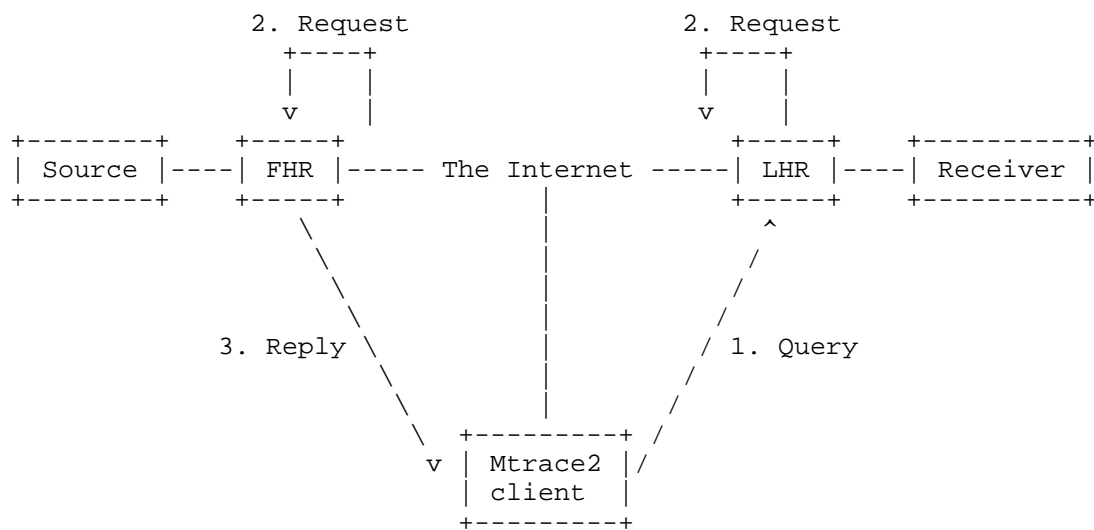 2. Request 2. Request
Source FHR The Internet LHR Receiver
3. Reply 1. Query
Mtrace2
client